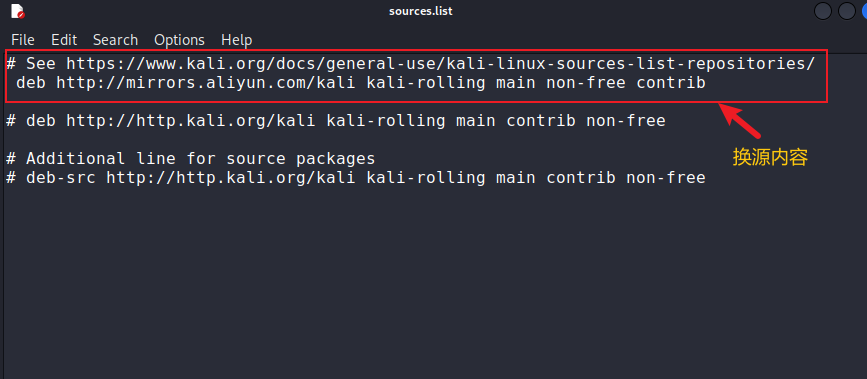 sources.list
File Edit Search Options Help
# See https://www.kali.org/docs/general-use/kali-linux-sources-list-repositories/
deb http://mirrors.aliyun.com/kali kali-rolling main non-free contrib
# deb http://http.kali.org/kali kali-rolling main contrib non-free
换源内容
# Additional line for source packages
# deb-src http://http.kali.org/kali kali-rolling main contrib non-free